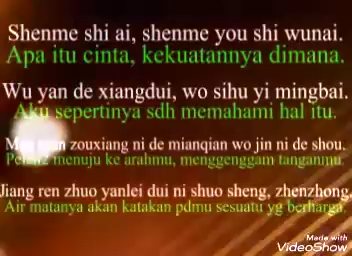 Shenme shi ai, shenme you shi wunai.
Apa itu cinta, kekuatannya dimana.
Wu yan de xiangdui, wo sihu yi mingbai.
Aku sepertinya sdh memahami hal itu.
zouxiang ni de mianqian wo jin ni de shou.
Pelan2 menuju ke arahmu, menggenggam tanganmu.
Jiang ren zhuo yanlei dui ni shuo sheng, zhenzhong.
Air matanya akan katakan pdmu sesuatu yg berharga.
Made with
VideoShow